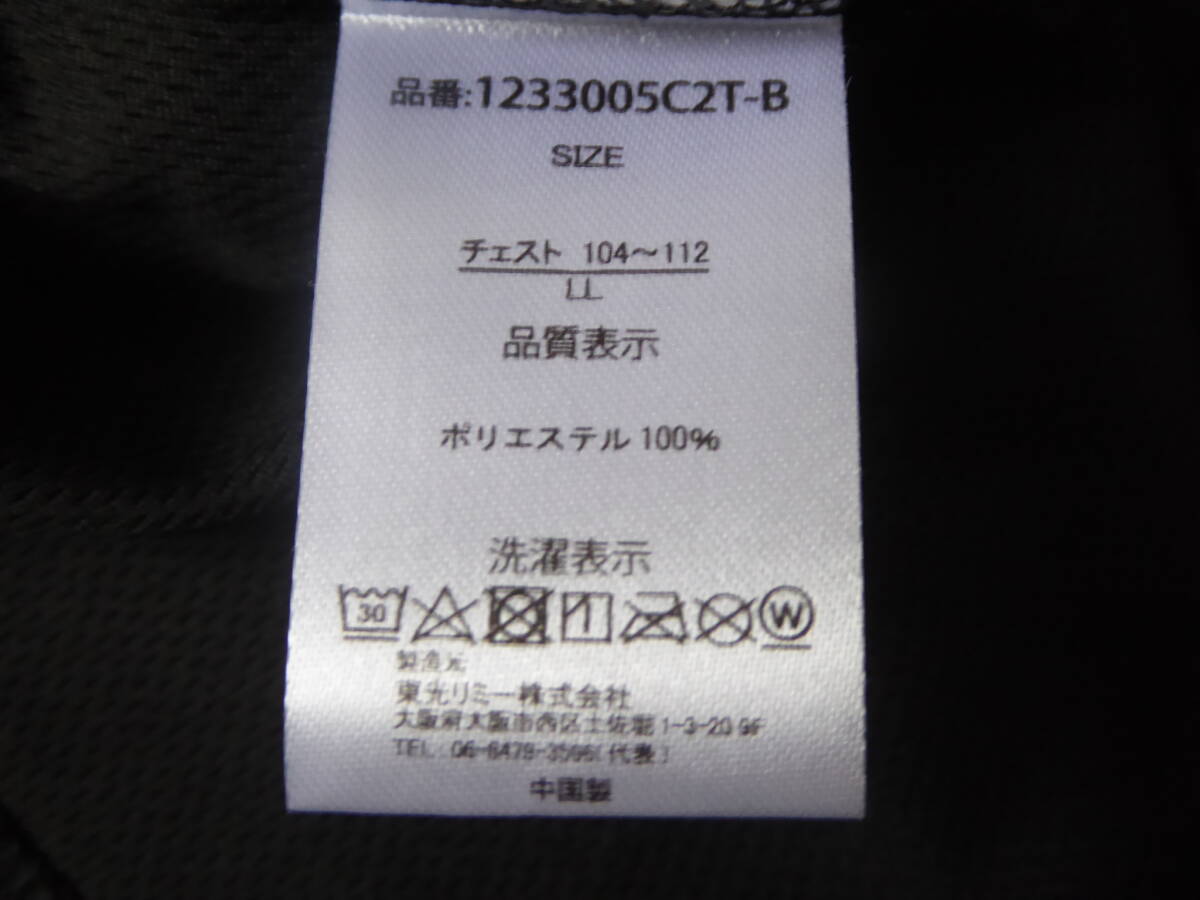 品番:1233005C2T-B
SIZE
チェスト 104～112
LL
品質表示
ポリエステル 100%
洗濯表示
30
W
製造元
東光リミー株式会社
大阪府大阪市西区土佐堀1-3-20 9F
TEL 06-6479-3506(代表)
中国製